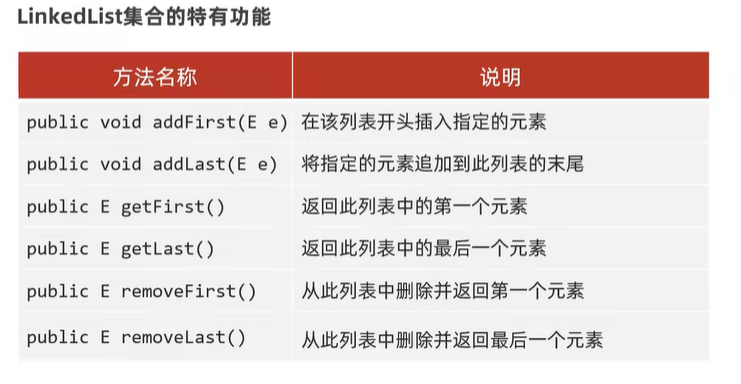 LinkedList集合的特有功能
方法名称 说明
public void addFirst(E e) 在该列表开头插入指定的元素
public void addLast(E e) 将指定的元素追加到此列表的末尾
public E getFirst() 返回此列表中的第一个元素
public E getLast() 返回此列表中的最后一个元素
public E removeFirst() 从此列表中删除并返回第一个元素
public E removeLast() 从此列表中删除并返回最后一个元素